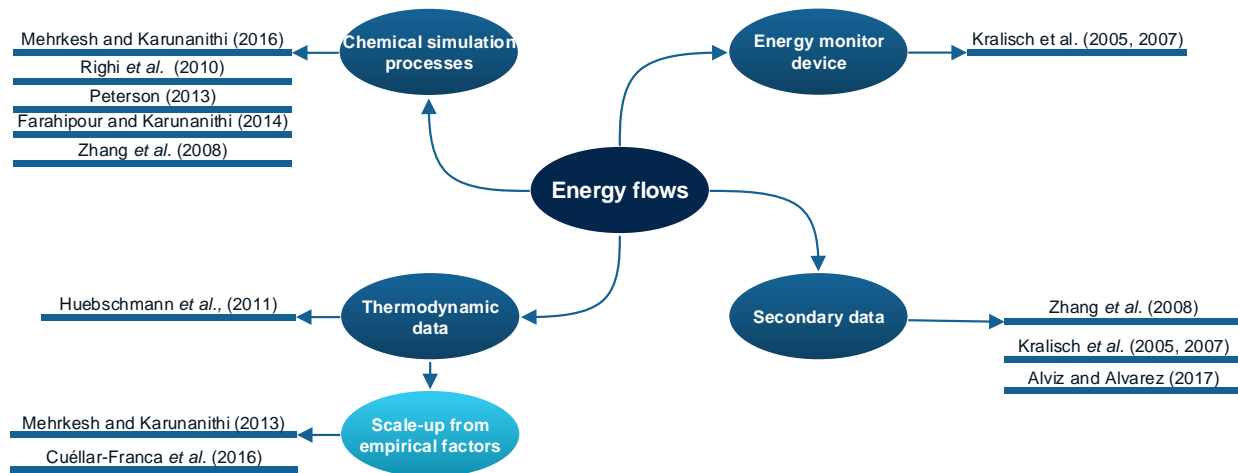 Chemical simulation
processes
Mehrkesh and Karunanithi (2016)
Righi et al. (2010)
Peterson (2013)
Farahipour and Karunanithi (2014)
Zhang et al. (2008)
Energy monitor
device
Kralisch et al. (2005, 2007)
Energy flows
Thermodynamic
data
Huebschmann et al., (2011)
Secondary data
Zhang et al. (2008)
Kralisch et al. (2005, 2007)
Alviz and Alvarez (2017)
Scale-up from
empirical factors
Mehrkesh and Karunanithi (2013)
Cuéllar-Franca et al. (2016)